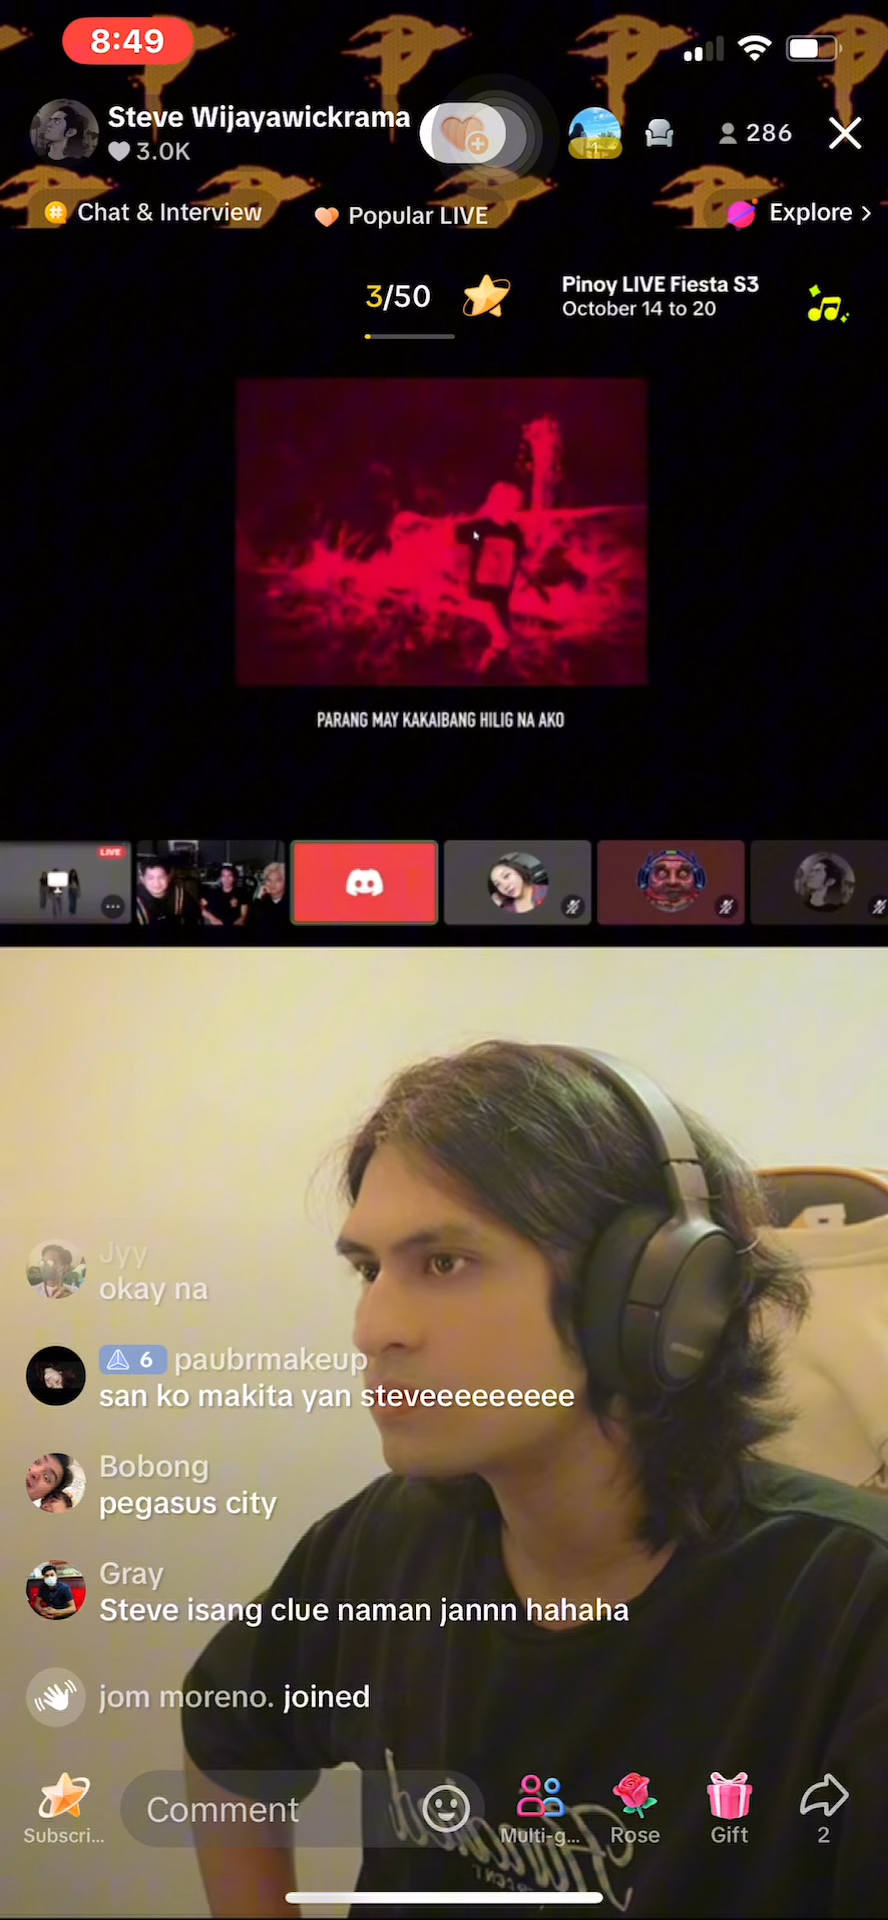 8:49
Steve Wijayawickrama
3.0K
1
286
Chat & Interview
Popular LIVE
Explore >
3/50
Pinoy LIVE Fiesta S3
October 14 to 20
PARANG MAY KAKAIBANG HILIG NA AKO
LIVE
Jyy
okay na
6 paubrmakeup
san ko makita yan steveeeeeeeee
Bobong
pegasus city
Gray
Steve isang clue naman jannn hahaha
jom moreno. joined
Comment
Subscri...
Multi-g...
Rose
Gift
2